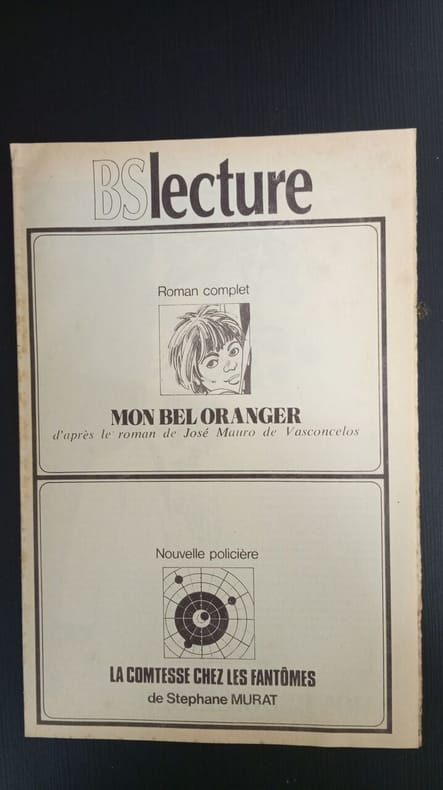 BSlecture
Roman complet
MON BEL ORANGER
d'après le roman de José Mauro de Vasconcelos
Nouvelle policière
LA COMTESSE CHEZ LES FANTÔMES
de Stephane MURAT